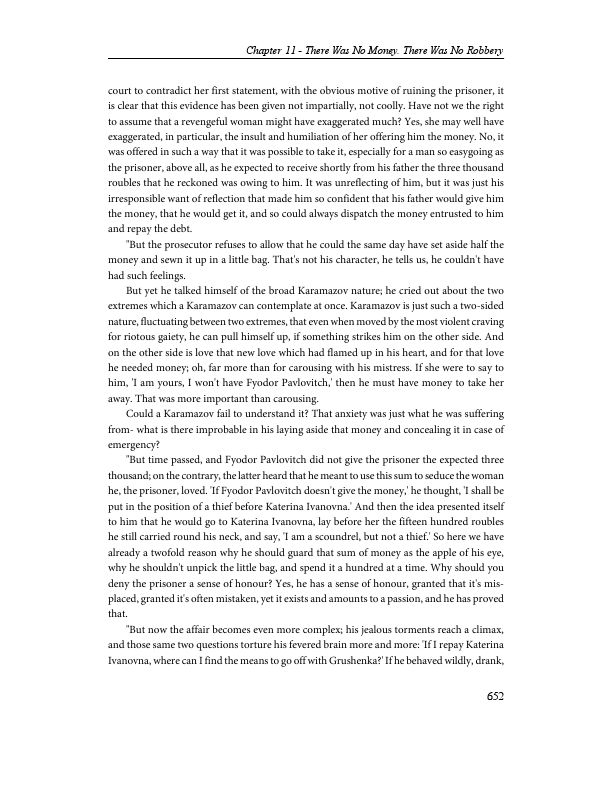 Chapter 11 - There Was No Money. There Was No Robbery
court to contradict her first statement, with the obvious motive of ruining the prisoner, it
is clear that this evidence has been given not impartially, not coolly. Have not we the right
to assume that a revengeful woman might have exaggerated much? Yes, she may well have
exaggerated, in particular, the insult and humiliation of her offering him the money. No, it
was offered in such a way that it was possible to take it, especially for a man so easygoing as
the prisoner, above all, as he expected to receive shortly from his father the three thousand
roubles that he reckoned was owing to him. It was unreflecting of him, but it was just his
irresponsible want of reflection that made him so confident that his father would give him
the money, that he would get it, and so could always dispatch the money entrusted to him
and repay the debt.
"But the prosecutor refuses to allow that he could the same day have set aside half the
money and sewn it up in a little bag. That's not his character, he tells us, he couldn't have
had such feelings.
But yet he talked himself of the broad Karamazov nature; he cried out about the two
extremes which a Karamazov can contemplate at once. Karamazov is just such a two-sided
nature, fluctuating between two extremes, that even when moved by the most violent craving
for riotous gaiety, he can pull himself up, if something strikes him on the other side. And
on the other side is love that new love which had flamed up in his heart, and for that love
he needed money; oh, far more than for carousing with his mistress. If she were to say to
him, 'I am yours, I won't have Fyodor Pavlovitch,' then he must have money to take her
away. That was more important than carousing.
Could a Karamazov fail to understand it? That anxiety was just what he was suffering
from- what is there improbable in his laying aside that money and concealing it in case of
emergency?
"But time passed, and Fyodor Pavlovitch did not give the prisoner the expected three
thousand; on the contrary, the latter heard that he meant to use this sum to seduce the woman
he, the prisoner, loved. 'If Fyodor Pavlovitch doesn't give the money,' he thought, 'I shall be
put in the position of a thief before Katerina Ivanovna.' And then the idea presented itself
to him that he would go to Katerina Ivanovna, lay before her the fifteen hundred roubles
he still carried round his neck, and say, 'I am a scoundrel, but not a thief.' So here we have
already a twofold reason why he should guard that sum of money as the apple of his eye,
why he shouldn't unpick the little bag, and spend it a hundred at a time. Why should you
deny the prisoner a sense of honour? Yes, he has a sense of honour, granted that it's mis-
placed, granted it's often mistaken, yet it exists and amounts to a passion, and he has proved
that.
"But now the affair becomes even more complex; his jealous torments reach a climax,
and those same two questions torture his fevered brain more and more: 'If I repay Katerina
Ivanovna, where can I find the means to go off with Grushenka?' If he behaved wildly, drank,
652